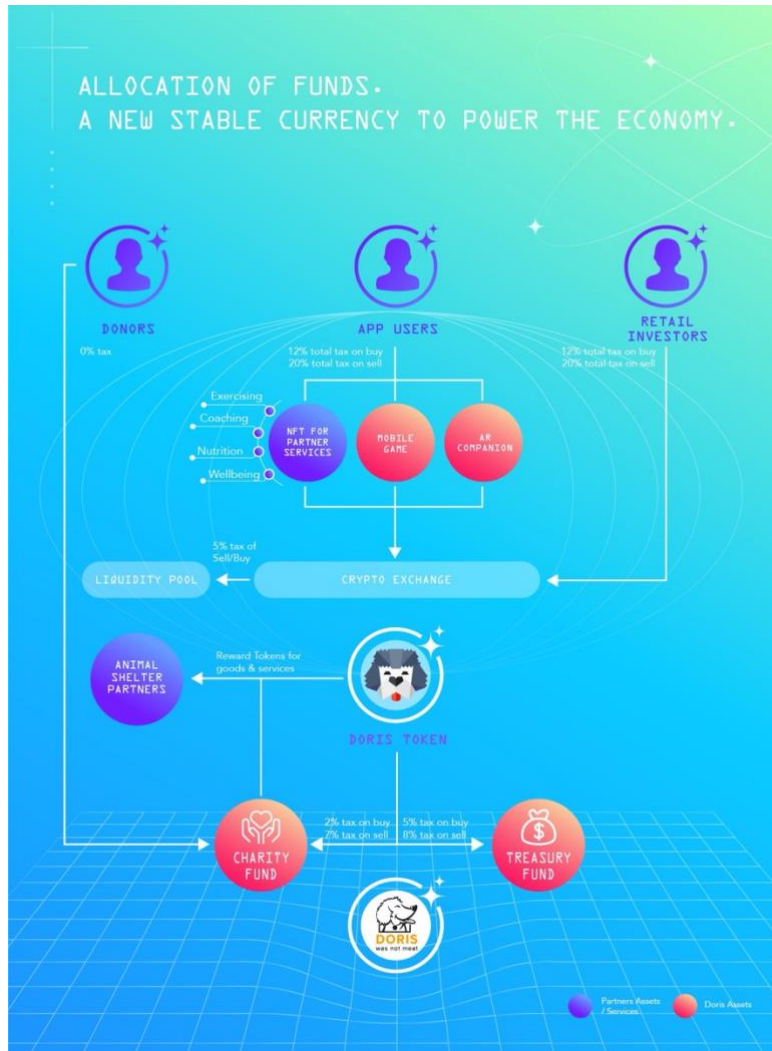 ALLOCATION OF FUNDS.
A NEW STABLE CURRENCY TO POWER THE ECONOMY.
DONORS
0% tax
APP USERS
12% total tax on buy
20% total tax on sell
RETAIL
INVESTORS
12% total tax on buy
20% total tax on sell
Exercising
Coaching
Nutrition
Wellbeing
NFT FOR
PARTNER
SERVICES
MOBILE
GAME
AR
COMPANION
5% tax of
Sell/Buy
LIQUIDITY POOL
CRYPTO EXCHANGE
ANIMAL
SHELTER
PARTNERS
Reward Tokens for
goods & services
DORIS TOKEN
2% tax on buy
7% tax on sell
5% tax on buy
8% tax on sell
CHARITY
FUND
$
TREASURY
FUND
DORIS
was not meat
Partners Assets
/ Services
Doris Assets